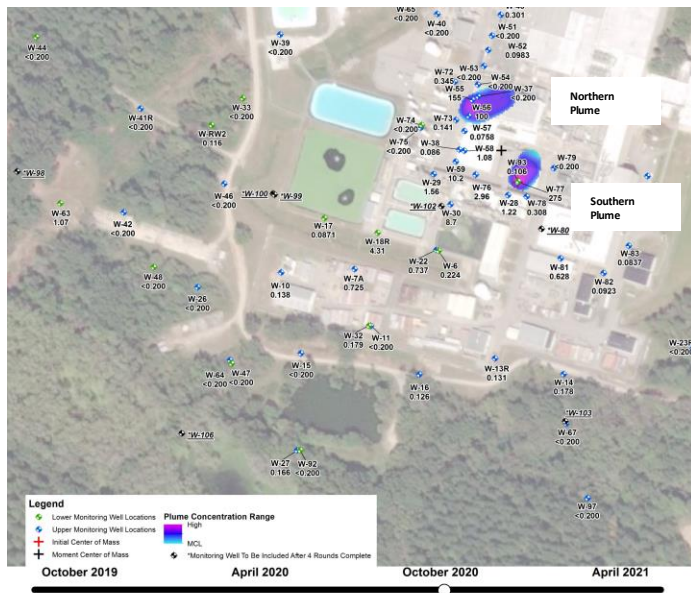 W-65
<0.200
W-40
<0.200
0.301
W-51
<0.200
W-44
<0.200
W-39
<0.200
W-52
0.0983
W-53
<0.200
W-72
0.345
W-54
<0.200
W-55
155
W-37
<0.200
W-56
100
Northern
Plume
W-33
<0.200
W-41R
<0.200
W-RW2
0.116
W-74
<0.200
W-73
0.141
W-57
0.0758
W-75
<0.200
W-38
0.086
W-58
1.08
W-93
0.106
W-79
<0.200
*W-98
W-59
10.2
W-29
1.56
W-76
2.96
W-77
275
W-46
<0.200
*W-100
*W-99
*W-102
W-30
8.7
W-28
1.22
W-78
0.308
Southern
Plume
W-63
1.07
W-42
<0.200
W-17
0.0871
W-18R
4.31
*W-80
W-22
0.737
W-6
0.224
W-83
0.0837
W-48
<0.200
W-26
<0.200
W-10
0.138
W-7A
0.725
W-81
0.628
W-82
0.0923
W-32
0.179
W-11
<0.200
W-64
<0.200
W-47
<0.200
W-15
<0.200
W-16
0.126
W-13R
0.131
W-14
0.178
*W-103
W-67
<0.200
*W-106
W-27
0.166
W-92
<0.200
W-97
<0.200
Legend
Lower Monitoring Well Locations
Upper Monitoring Well Locations
Initial Center of Mass
Moment Center of Mass
Plume Concentration Range
High
MCL
*Monitoring Well To Be Included After 4 Rounds Complete
October 2019 April 2020 October 2020 April 2021